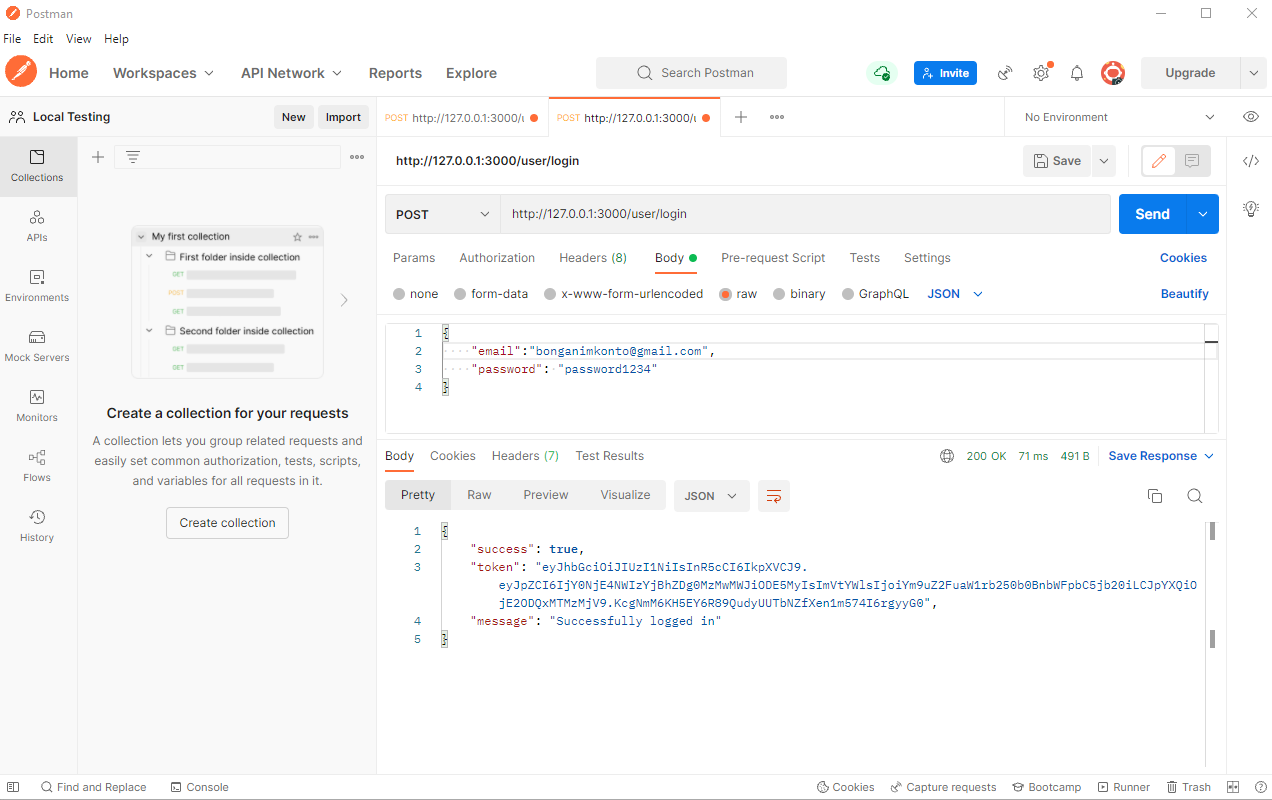 Postman
File Edit View Help
Home Workspaces API Network Reports Explore Search Postman Invite Upgrade
Local Testing New Import
POST http://127.0.0.1:3000/u POST http://127.0.0.1:3000/u No Environment
Collections
APIs
Environments
Mock Servers
Monitors
Flows
History
My first collection
First folder inside collection
GET
POST
GET
Second folder inside collection
GET
GET
Create a collection for your requests
A collection lets you group related requests and
easily set common authorization, tests, scripts,
and variables for all requests in it.
Create collection
http://127.0.0.1:3000/user/login Save
POST http://127.0.0.1:3000/user/login Send
Params Authorization Headers (8) Body Pre-request Script Tests Settings Cookies
none form-data x-www-form-urlencoded raw binary GraphQL JSON Beautify
1 {
2 "email":"bonganimkonto@gmail.com",
3 "password": "password1234"
4 }
Body Cookies Headers (7) Test Results 200 OK 71 ms 491 B Save Response
Pretty Raw Preview Visualize JSON
1 {
2 "success": true,
3 "token": "eyJhbGciOiJIUzI1NiIsInR5cCI6IkpXVCJ9.
eyJpZCI6IjY0NjE4NWIzYjBhZDg0MzMwMWJiODE5MyIsImVtYWlsIjoiYm9uZ2FuaW1rb250b0BnbWFpbC5jb20iLCJpYXQiO
jE2ODQxMTMzMjV9.KcgNmM6KH5EY6R89QudyUUTbNZfXen1m574I6rgyyG0",
4 "message": "Successfully logged in"
5 }
Find and Replace Console Cookies Capture requests Bootcamp Runner Trash